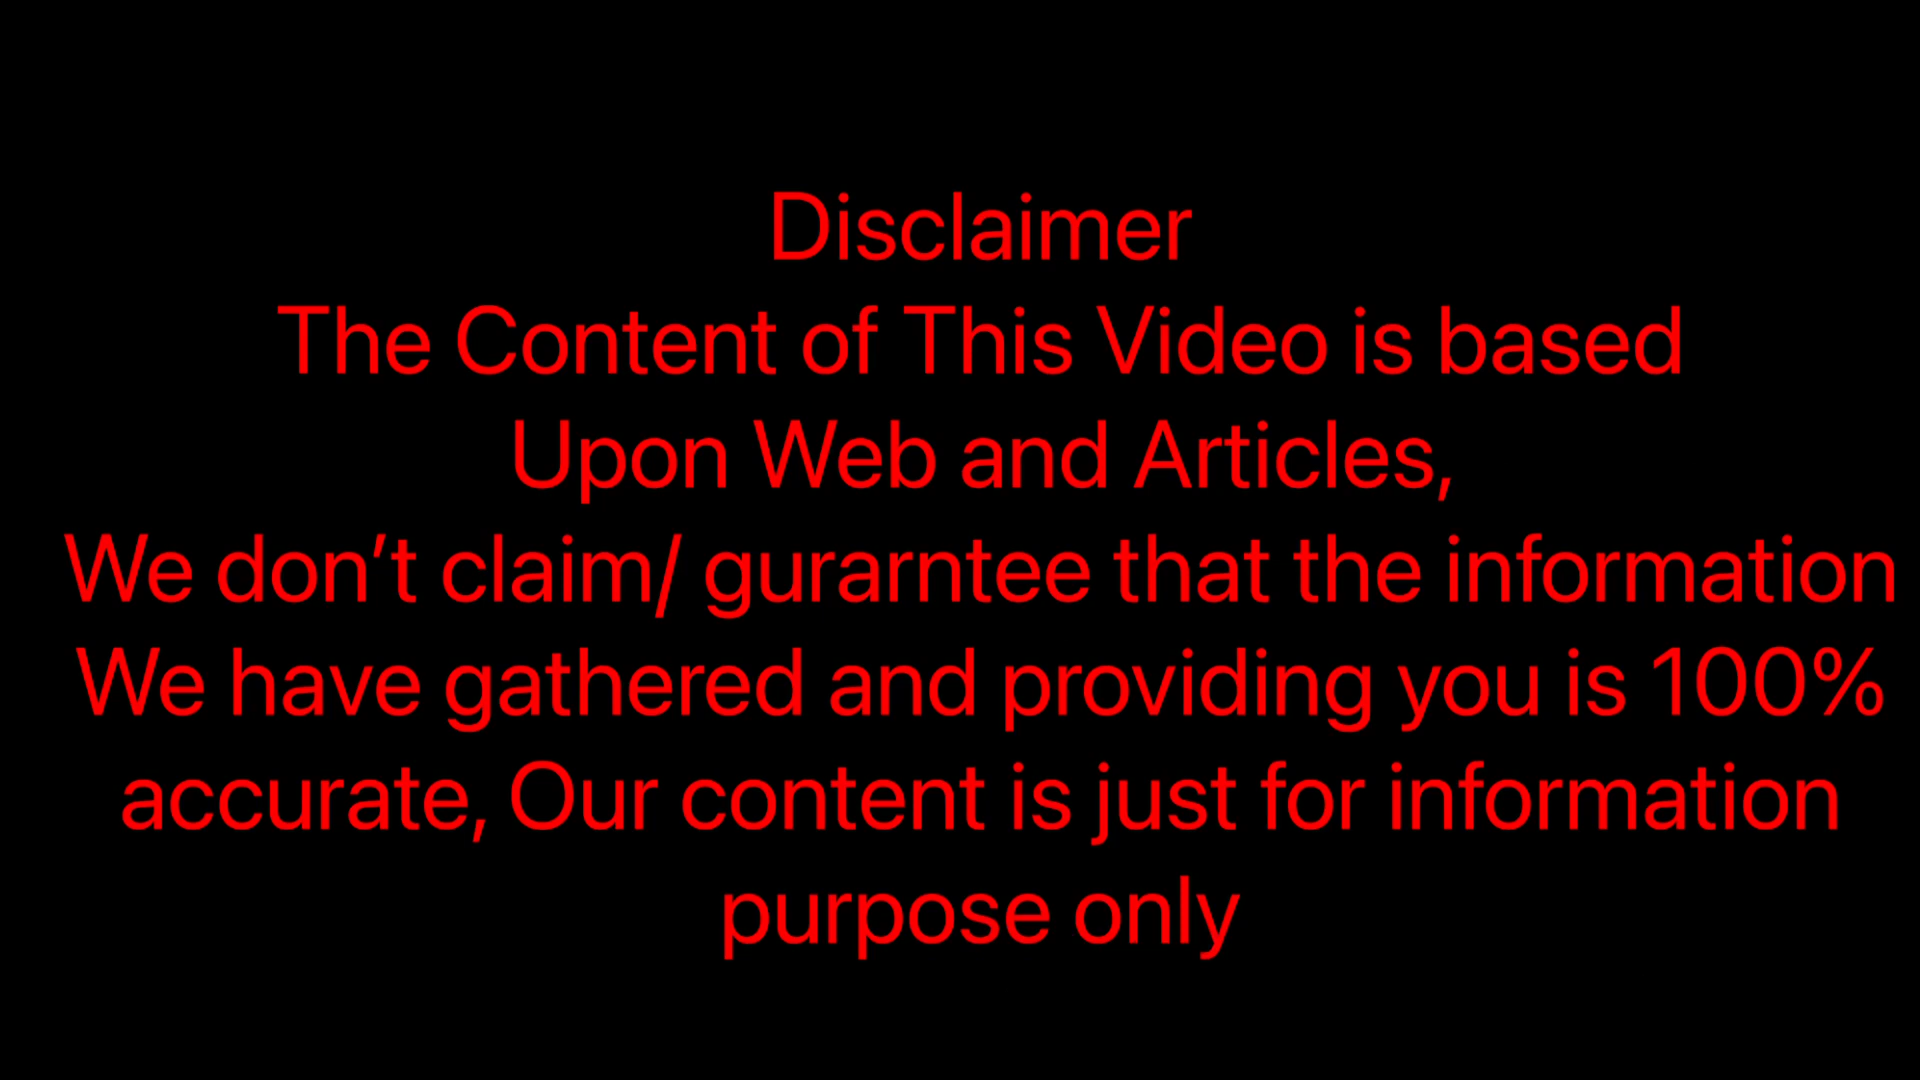 Disclaimer
The Content of This Video is based
Upon Web and Articles,
We don’t claim/ gurarntee that the information
We have gathered and providing you is 100%
accurate, Our content is just for information
purpose only